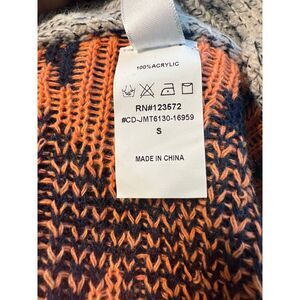 100%ACRYLIC
RN#123572
#CD-JMT6130-16959
S
MADE IN CHINA